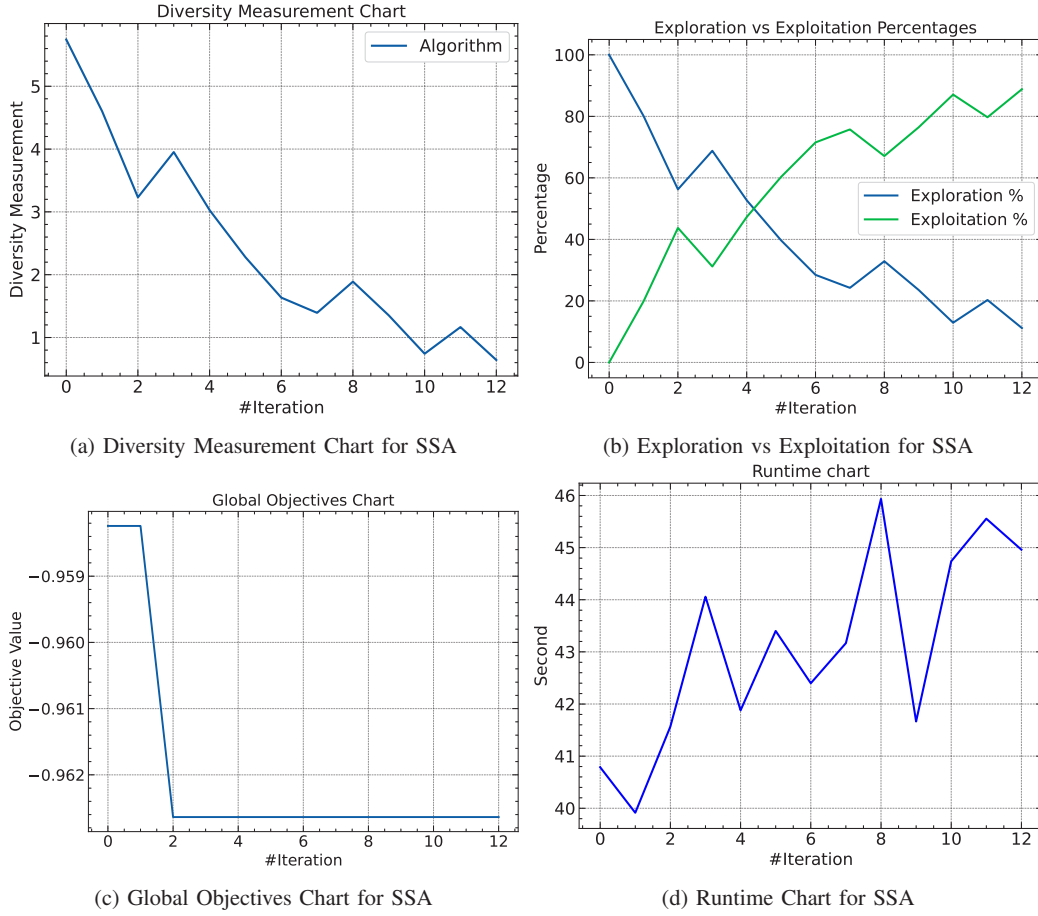 Diversity Measurement Chart
Algorithm
5
4
3
2
1
Diversity Measurement
0 2 4 6 8 10 12
#Iteration
(a) Diversity Measurement Chart for SSA
Exploration vs Exploitation Percentages
100
80
60
40
20
0
Percentage
Exploration %
Exploitation %
0 2 4 6 8 10 12
#Iteration
(b) Exploration vs Exploitation for SSA
Global Objectives Chart
−0.959
−0.960
−0.961
−0.962
Objective Value
0 2 4 6 8 10 12
#Iteration
(c) Global Objectives Chart for SSA
Runtime chart
46
45
44
43
42
41
40
Second
0 2 4 6 8 10 12
#Iteration
(d) Runtime Chart for SSA